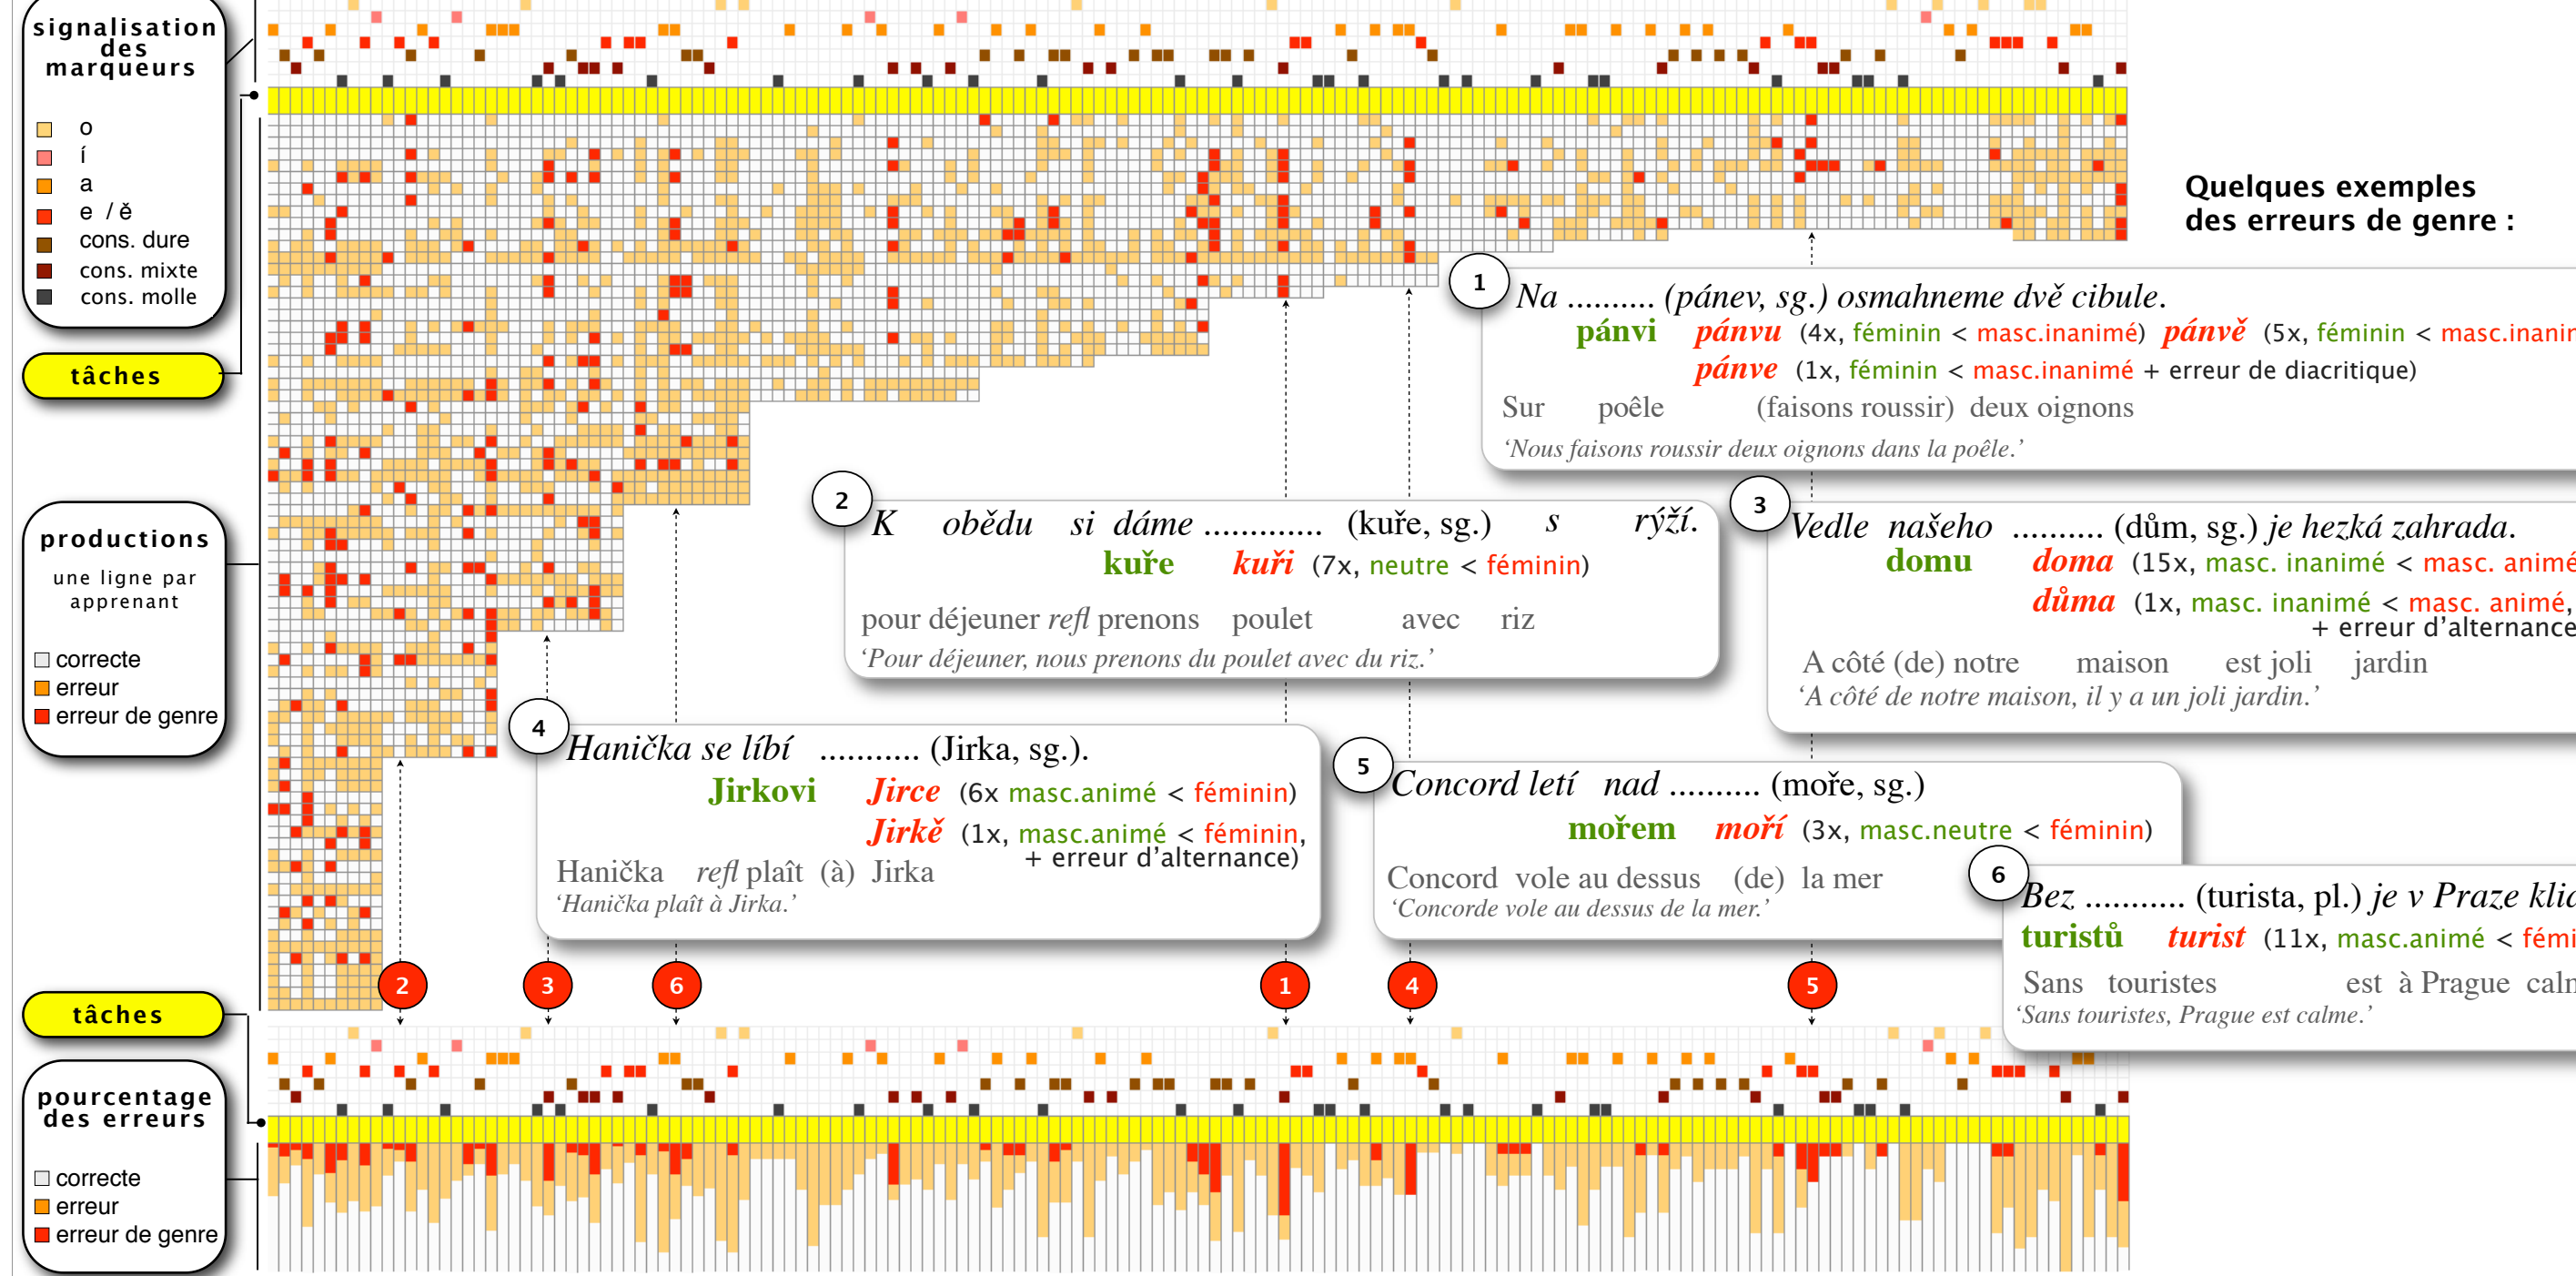 signalisation
des
marqueurs
o
í
a
e / ě
cons. dure
cons. mixte
cons. molle
tâches
productions
une ligne par
apprenant
correcte
erreur
erreur de genre
tâches
pourcentage
des erreurs
correcte
erreur
erreur de genre
Quelques exemples
des erreurs de genre :
1
Na .......... (pánev, sg.) osmahneme dvě cibule.
pánvi pánvu (4x, féminin < masc.inanimé) pánvě (5x, féminin <
pánve (1x, féminin < masc.inanimé + erreur de diacritique)
Sur poêle (faisons roussir) deux oignons
‘Nous faisons roussir deux oignons dans la poêle.’
2
K obědu si dáme ............. (kuře, sg.) s rýží.
kuře kuři (7x, neutre < féminin)
pour déjeuner refl prenons poulet avec riz
‘Pour déjeuner, nous prenons du poulet avec du riz.’
3
Vedle našeho .......... (dům, sg.) je hezká zahrada.
domu doma (15x, masc. inanimé < masc. animé
důma (1x, masc. inanimé < masc. animé,
+ erreur d’alternance
A côté (de) notre maison est joli jardin
‘A côté de notre maison, il y a un joli jardin.’
4
Hanička se líbí ........... (Jirka, sg.).
Jirkovi Jirce (6x masc.animé < féminin)
Jirkě (1x, masc.animé < féminin,
+ erreur d’alternance)
Hanička refl plaît (à) Jirka
‘Hanička plaît à Jirka.’
5
Concord letí nad .......... (moře, sg.)
mořem moří (3x, masc.neutre < féminin)
Concord vole au dessus (de) la mer
‘Concorde vole au dessus de la mer.’
6
Bez ........... (turista, pl.) je v Praze
turistů turist (11x, masc.animé <
Sans touristes est à Prague
‘Sans touristes, Prague est calme.’
2 3 6 1 4 5